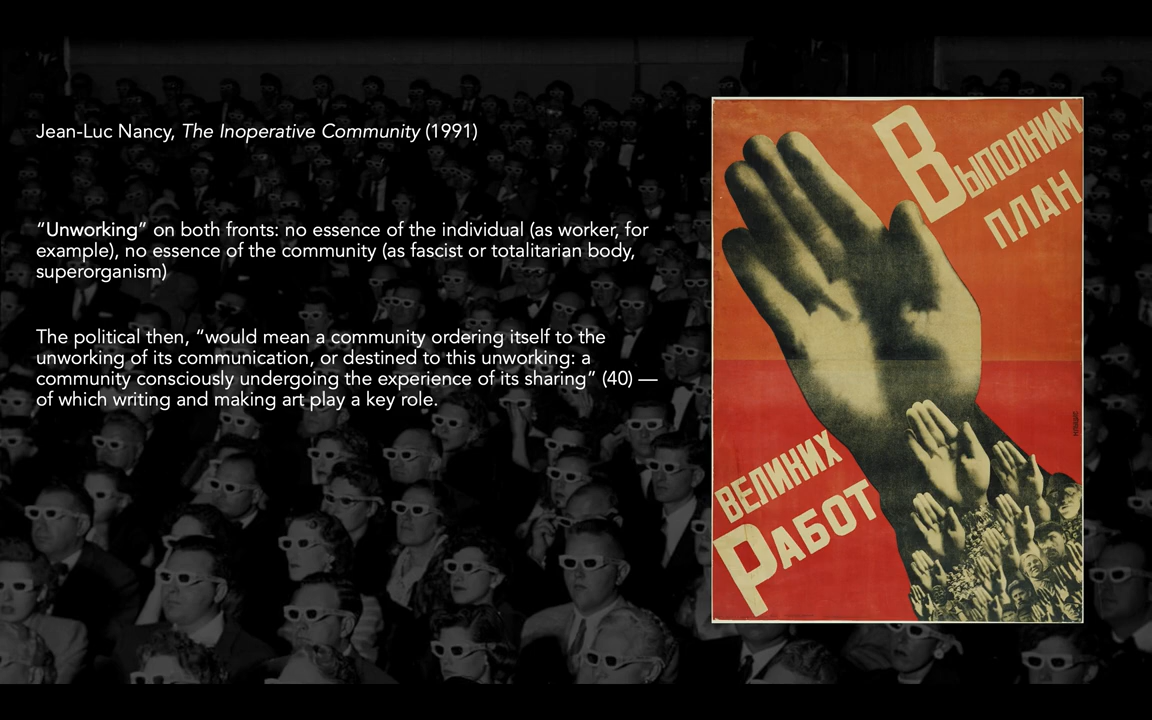 Jean-Luc Nancy, The Inoperative Community (1991)
“Unworking” on both fronts: no essence of the individual (as worker, for
example), no essence of the community (as fascist or totalitarian body,
superorganism)
The political then, “would mean a community ordering itself to the
unworking of its communication, or destined to this unworking: a
community consciously undergoing the experience of its sharing” (40) —
of which writing and making art play a key role.
Выполним
план
великих
работ